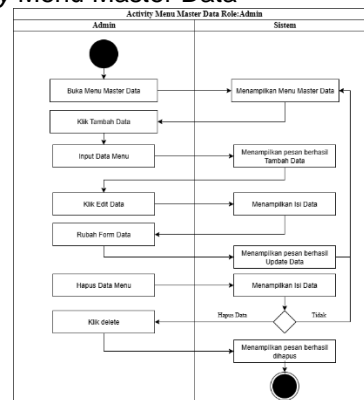 y Menu Master Data
Activity Menu Master Data Role:Admin
Admin
Sistem
Buka Menu Master Data
Menampilkan Menu Master Data
Klik Tambah Data
Input Data Menu
Menampilkan pesan berhasil
Tambah Data
Klik Edit Data
Menampilkan Isi Data
Rubah Form Data
Menampilkan pesan berhasil
Update Data
Hapus Data Menu
Menampilkan Isi Data
Hapus Data
Tidak
Klik delete
Menampilkan pesan berhasil
dihapus